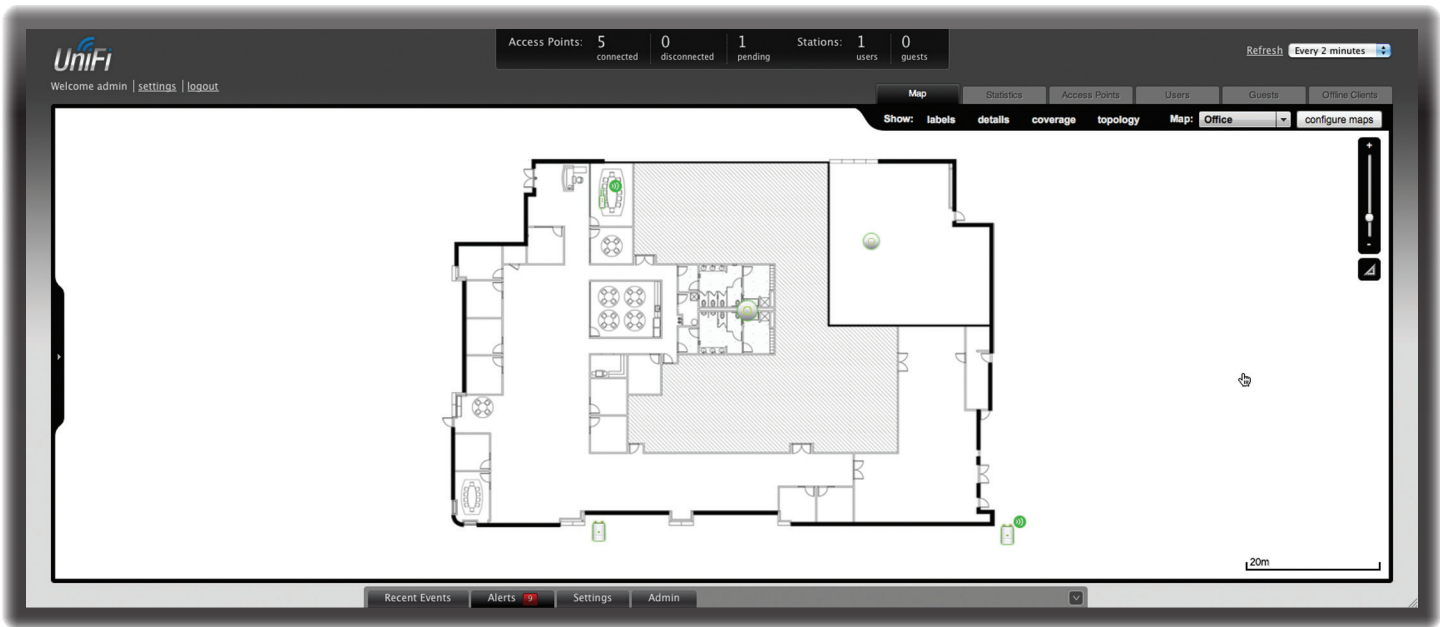 UniFi
Access Points: 5 connected 0 disconnected 1 pending Stations: 1 users 0 guests
Refresh Every 2 minutes
Welcome admin | settings | logout
Map Statistics Access Points Users Guests Offline Clients
Show: labels details coverage topology Map: Office configure maps
+
-
20m
Recent Events Alerts 9 Settings Admin